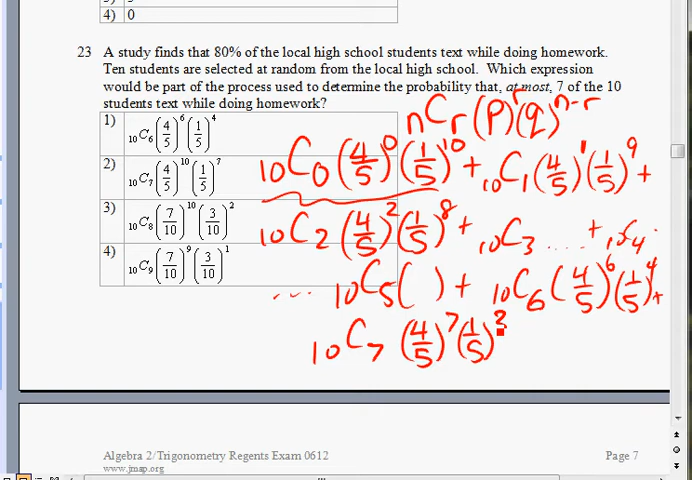 4) 0
23 A study finds that 80% of the local high school students text while doing homework.
Ten students are selected at random from the local high school. Which expression
would be part of the process used to determine the probability that, at most, 7 of the 10
students text while doing homework?
1) ₁₀C₆(4/5)⁶(1/5)⁴
2) ₁₀C₇(4/5)¹⁰(1/5)⁷
3) ₁₀C₈(7/10)¹⁰(3/10)²
4) ₁₀C₉(7/10)⁹(3/10)¹
nCr(p)ʳ(q)ⁿ⁻ʳ
₁₀C₀(4/5)⁰(1/5)¹⁰ + ₁₀C₁(4/5)¹(1/5)⁹ +
₁₀C₂(4/5)²(1/5)⁸ + ₁₀C₃ .... + ₁₀C₄ .
... ₁₀C₅( ) + ₁₀C₆(4/5)⁶(1/5)⁴ +
₁₀C₇(4/5)⁷(1/5)³
Algebra 2/Trigonometry Regents Exam 0612
www.jmap.org
Page 7